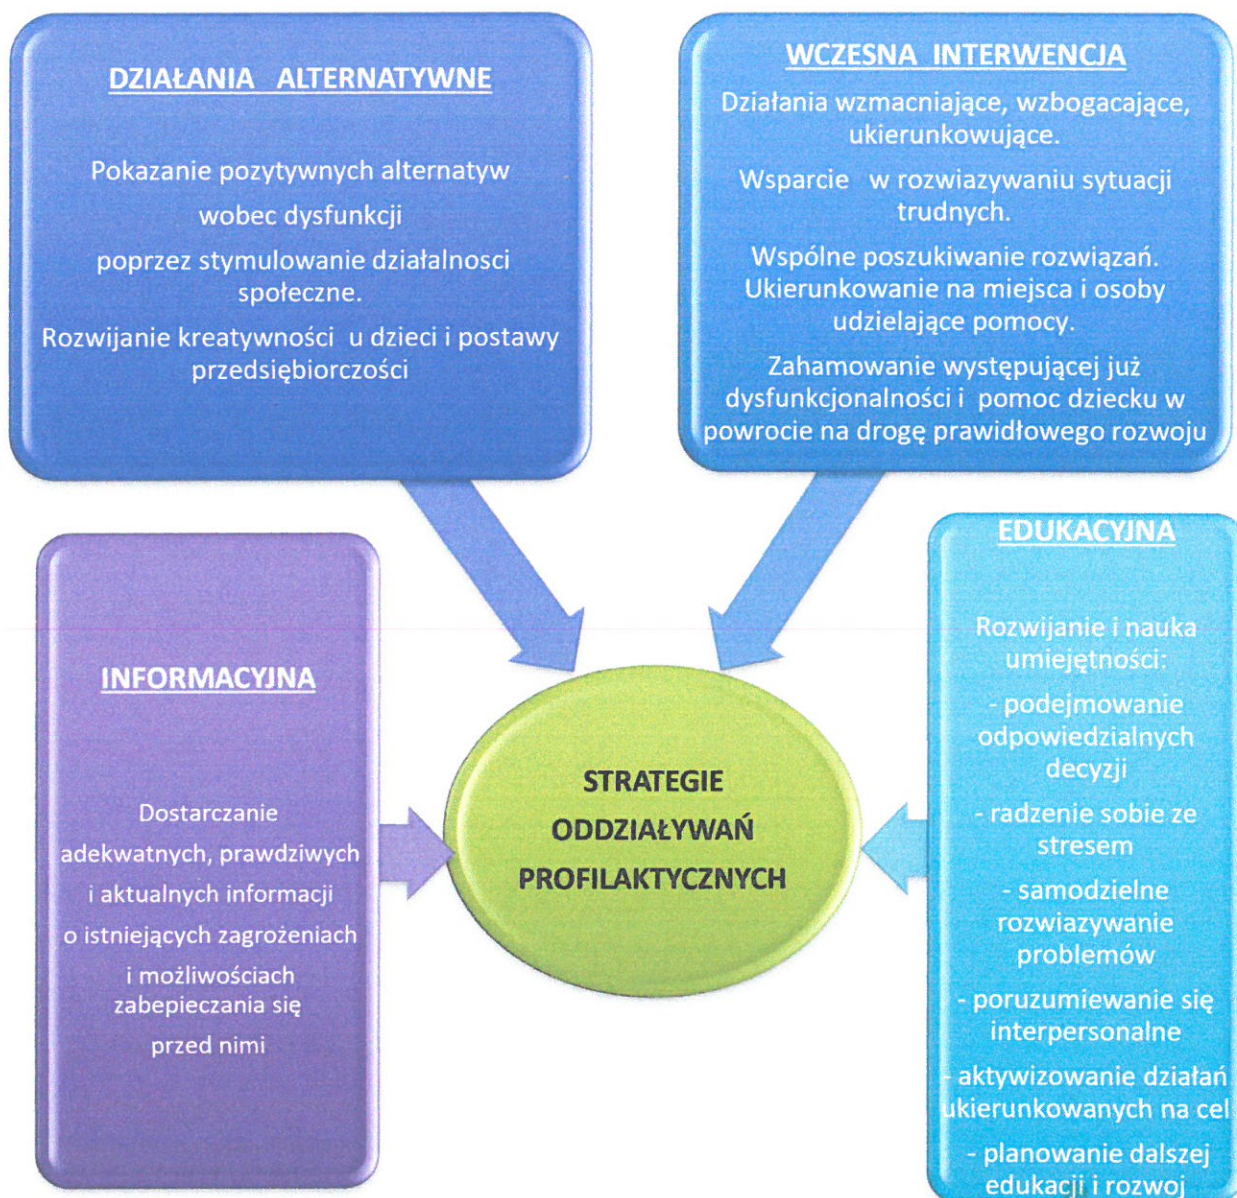 DZIAŁANIA ALTERNATYWNE
Pokazanie pozytywnych alternatyw
wobec dysfunkcji
poprzez stymulowanie działalnosci
społeczne.
Rozwijanie kreatywności u dzieci i postawy
przedsiębiorczości
WCZESNA INTERWENCJA
Działania wzmacniające, wzbogacające,
ukierunkowujące.
Wsparcie w rozwiazywaniu sytuacji
trudnych.
Wspólne poszukiwanie rozwiązań.
Ukierunkowanie na miejsca i osoby
udzielające pomocy.
Zahamowanie występującej już
dysfunkcjonalności i pomoc dziecku w
powrocie na drogę prawidłowego rozwoju
INFORMACYJNA
Dostarczanie
adekwatnych, prawdziwych
i aktualnych informacji
o istniejących zagrożeniach
i możliwościach
zabepieczania się
przed nimi
STRATEGIE
ODDZIAŁYWAŃ
PROFILAKTYCZNYCH
EDUKACYJNA
Rozwijanie i nauka
umiejętności:
- podejmowanie
odpowiedzialnych
decyzji
- radzenie sobie ze
stresem
- samodzielne
rozwiazywanie
problemów
- poruzumiewanie się
interpersonalne
- aktywizowanie działań
ukierunkowanych na cel
- planowanie dalszej
edukacji i rozwoj